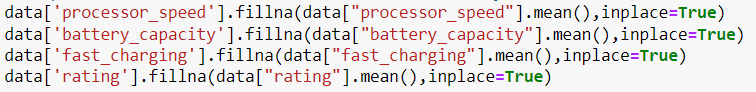 data['processor_speed'].fillna(data["processor_speed"].mean(),inplace=True)
data['battery_capacity'].fillna(data["battery_capacity"].mean(),inplace=True)
data['fast_charging'].fillna(data["fast_charging"].mean(),inplace=True)
data['rating'].fillna(data["rating"].mean(),inplace=True)